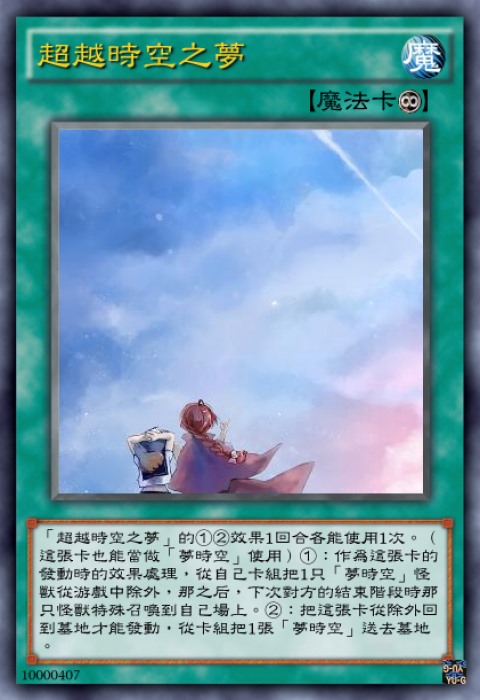 超越時空之夢
魔
【魔法卡♾】
「超越時空之夢」的①②效果1回合各能使用1次。（
這張卡也能當做「夢時空」使用）①：作為這張卡的
發動時的效果處理，從自己卡組把1只「夢時空」怪
獸從游戲中除外，那之后，下次對方的結束階段時那
只怪獸特殊召喚到自己場上。②：把這張卡從除外回
到墓地才能發動，從卡組把1張「夢時空」送去墓地
。
10000407